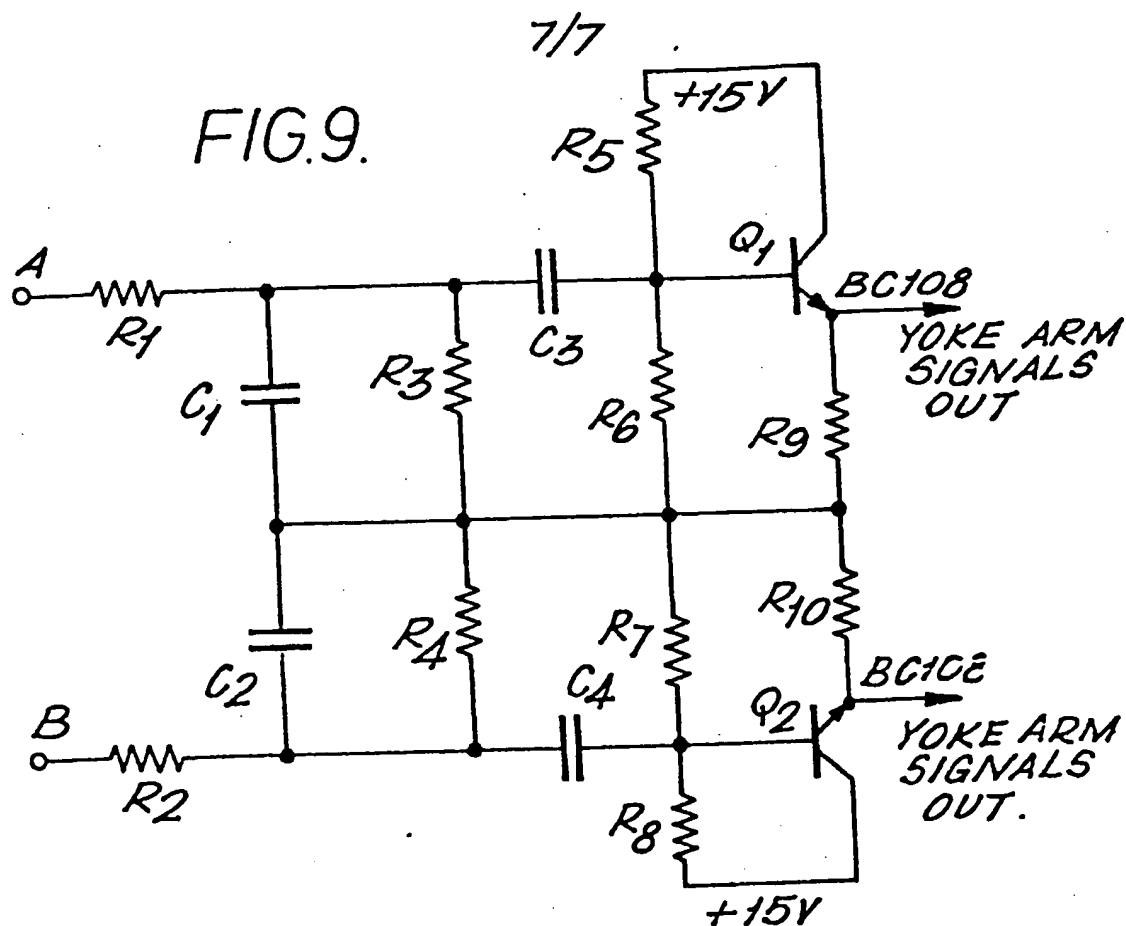 7/7
FIG.9.
+15V
R5
A
R1
Q1
BC108
YOKE ARM
SIGNALS
OUT
C3
C1
R3
R6
R9
R10
R7
R4
C2
C4
B
R2
Q2
BC108
YOKE ARM
SIGNALS
OUT.
R8
+15V